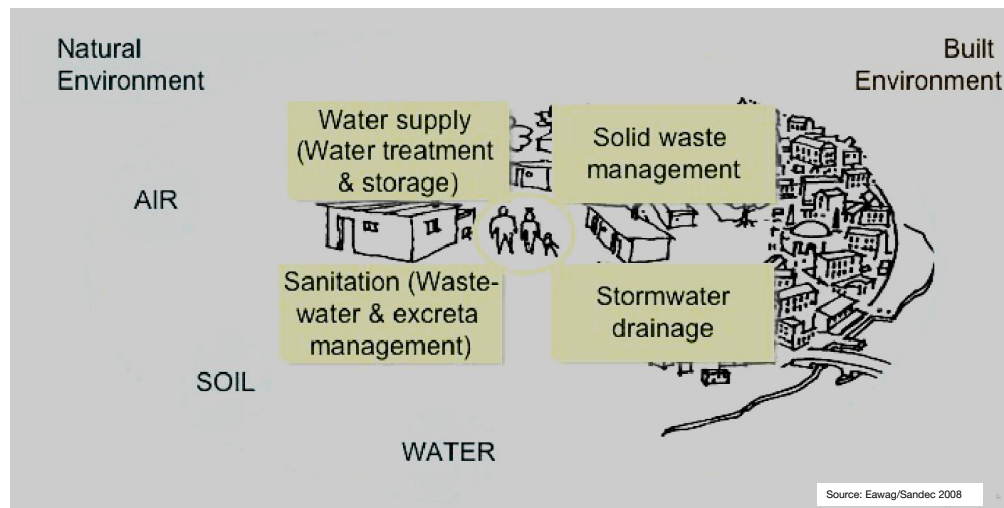 Natural
Environment
Built
Environment
Water supply
(Water treatment
& storage)
Solid waste
management
AIR
Sanitation (Waste-
water & excreta
management)
Stormwater
drainage
SOIL
WATER
Source: Eawag/Sandec 2008